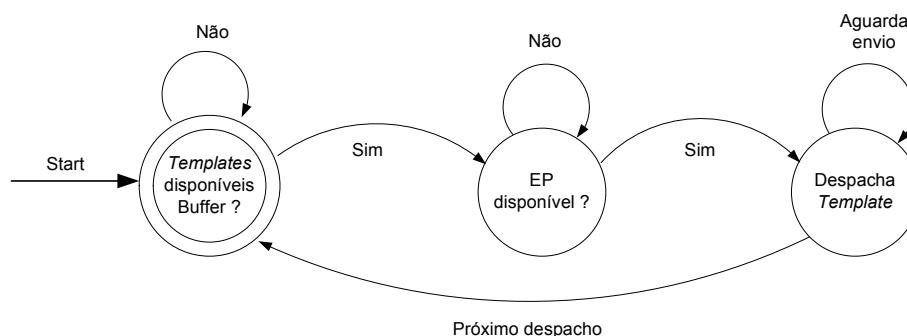 Não
Não
Aguarda
envio
Start
Templates
disponíveis
Buffer ?
Sim
EP
disponível ?
Sim
Despacha
Template
Próximo despacho